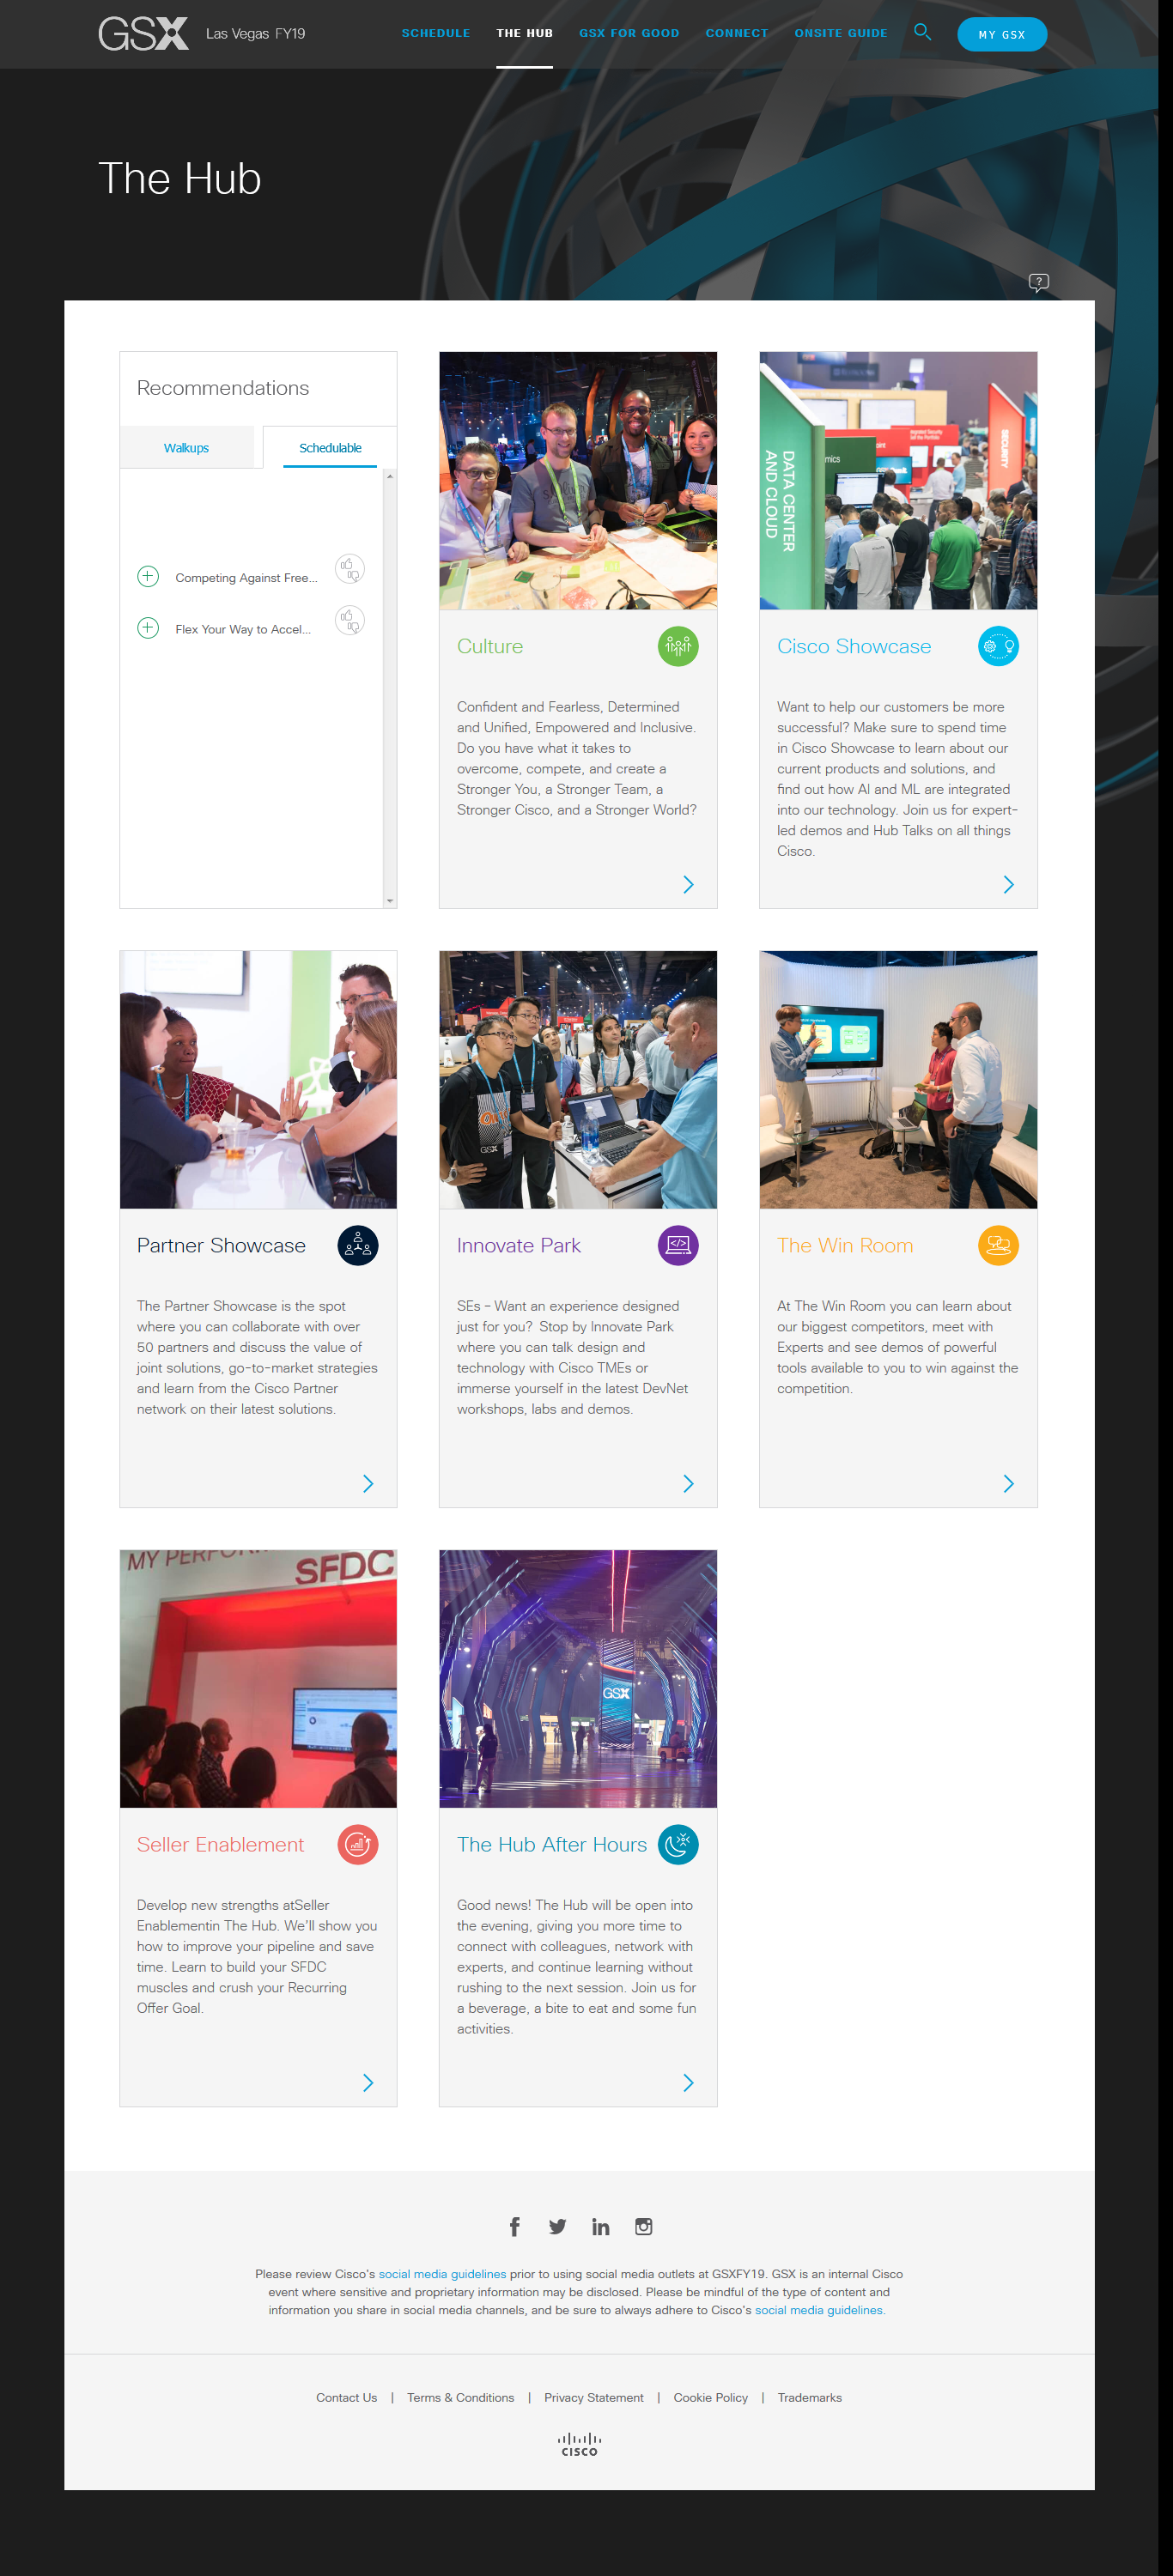 GSX Las Vegas FY19 SCHEDULE THE HUB GSX FOR GOOD CONNECT ONSITE GUIDE MY GSX
The Hub
?
Recommendations
Walkups Schedulable
Competing Against Free...
Flex Your Way to Accel...
DATA CENTER
AND CLOUD
SECURITY
Culture
Confident and Fearless, Determined
and Unified, Empowered and Inclusive.
Do you have what it takes to
overcome, compete, and create a
Stronger You, a Stronger Team, a
Stronger Cisco, and a Stronger World?
Cisco Showcase
Want to help our customers be more
successful? Make sure to spend time
in Cisco Showcase to learn about our
current products and solutions, and
find out how AI and ML are integrated
into our technology. Join us for expert-
led demos and Hub Talks on all things
Cisco.
Partner Showcase
The Partner Showcase is the spot
where you can collaborate with over
50 partners and discuss the value of
joint solutions, go-to-market strategies
and learn from the Cisco Partner
network on their latest solutions.
GSX
Innovate Park
SEs - Want an experience designed
just for you? Stop by Innovate Park
where you can talk design and
technology with Cisco TMEs or
immerse yourself in the latest DevNet
workshops, labs and demos.
The Win Room
At The Win Room you can learn about
our biggest competitors, meet with
Experts and see demos of powerful
tools available to you to win against the
competition.
MY
SFDC
Seller Enablement
Develop new strengths atSeller
Enablementin The Hub. We'll show you
how to improve your pipeline and save
time. Learn to build your SFDC
muscles and crush your Recurring
Offer Goal.
GSX
The Hub After Hours
Good news! The Hub will be open into
the evening, giving you more time to
connect with colleagues, network with
experts, and continue learning without
rushing to the next session. Join us for
a beverage, a bite to eat and some fun
activities.
Please review Cisco's social media guidelines prior to using social media outlets at GSXFY19. GSX is an internal Cisco
event where sensitive and proprietary information may be disclosed. Please be mindful of the type of content and
information you share in social media channels, and be sure to always adhere to Cisco's social media guidelines.
Contact Us | Terms & Conditions | Privacy Statement | Cookie Policy | Trademarks
CISCO